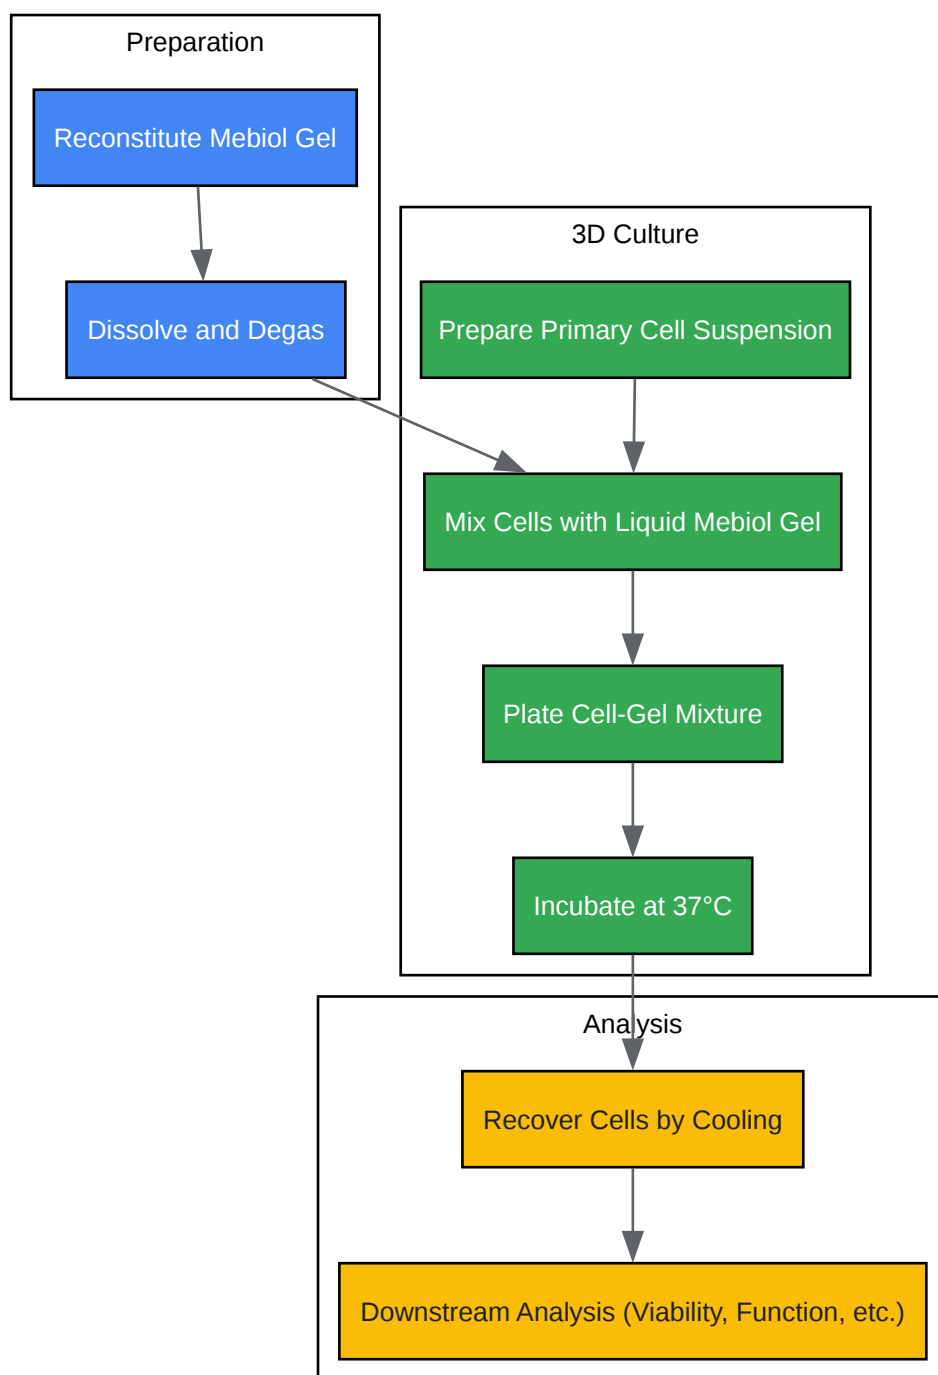 Preparation
Reconstitute Mebiol Gel
Dissolve and Degas
3D Culture
Prepare Primary Cell Suspension
Mix Cells with Liquid Mebiol Gel
Plate Cell-Gel Mixture
Incubate at 37°C
Analysis
Recover Cells by Cooling
Downstream Analysis (Viability, Function, etc.)